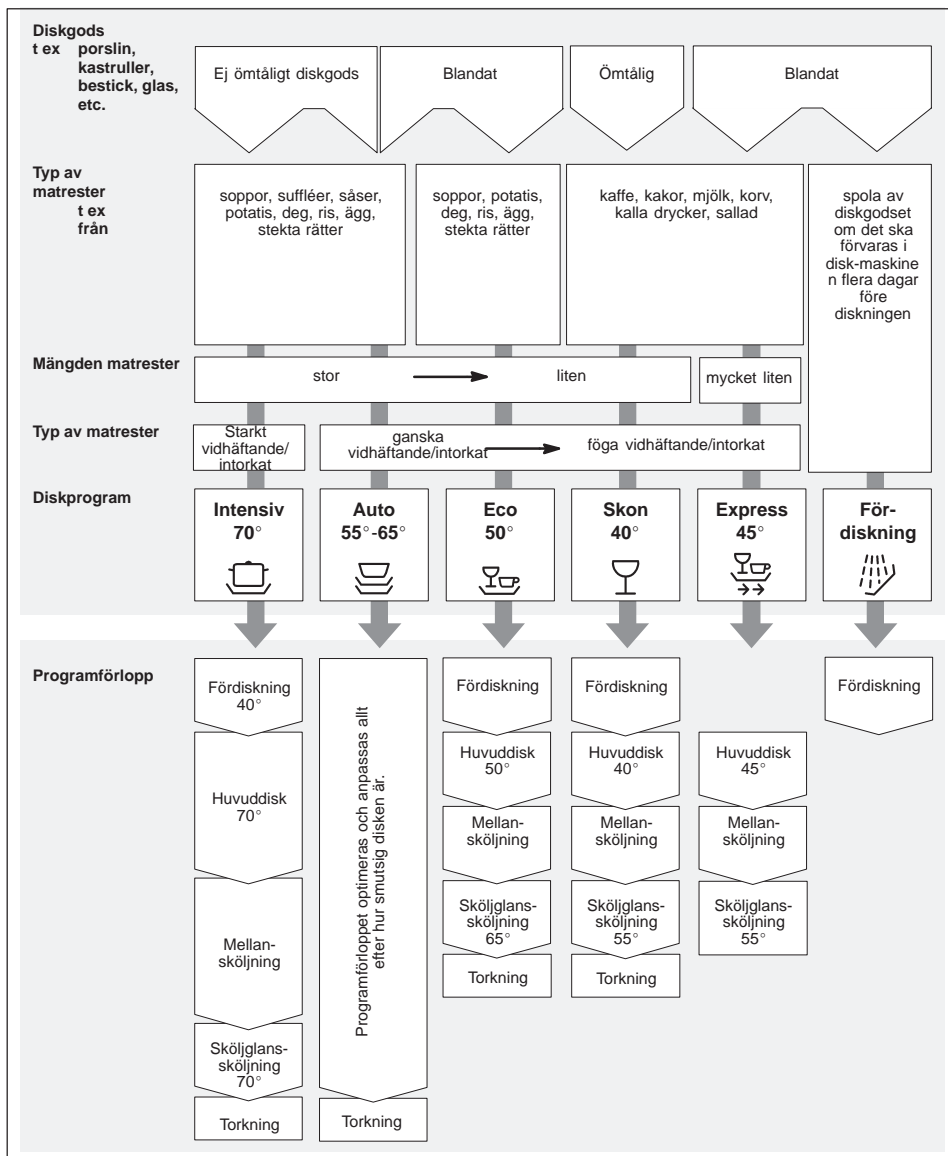 Diskgods
t ex porslin,
kastruller,
bestick, glas,
etc.
Ej ömtåligt diskgods
Blandat
Ömtålig
Blandat
Typ av
matrester
t ex
från
soppor, suffléer, såser,
potatis, deg, ris, ägg,
stekta rätter
soppor, potatis,
deg, ris, ägg,
stekta rätter
kaffe, kakor, mjölk, korv,
kalla drycker, sallad
spola av
diskgodset
om det ska
förvaras i
disk-maskine
n flera dagar
före
diskningen
Mängden matrester
stor
liten
mycket liten
Typ av matrester
Starkt
vidhäftande/
intorkat
ganska
vidhäftande/intorkat
föga vidhäftande/intorkat
Diskprogram
Intensiv
70°
Auto
55°-65°
Eco
50°
Skon
40°
Express
45°
För-
diskning
Programförlopp
Fördiskning
40°
Huvuddisk
70°
Mellan-
sköljning
Sköljglans-
sköljning
70°
Torkning
Programförloppet optimeras och anpassas allt
efter hur smutsig disken är.
Torkning
Fördiskning
Huvuddisk
50°
Mellan-
sköljning
Sköljglans-
sköljning
65°
Torkning
Fördiskning
Huvuddisk
40°
Mellan-
sköljning
Sköljglans-
sköljning
55°
Torkning
Huvuddisk
45°
Mellan-
sköljning
Sköljglans-
sköljning
55°
Fördiskning